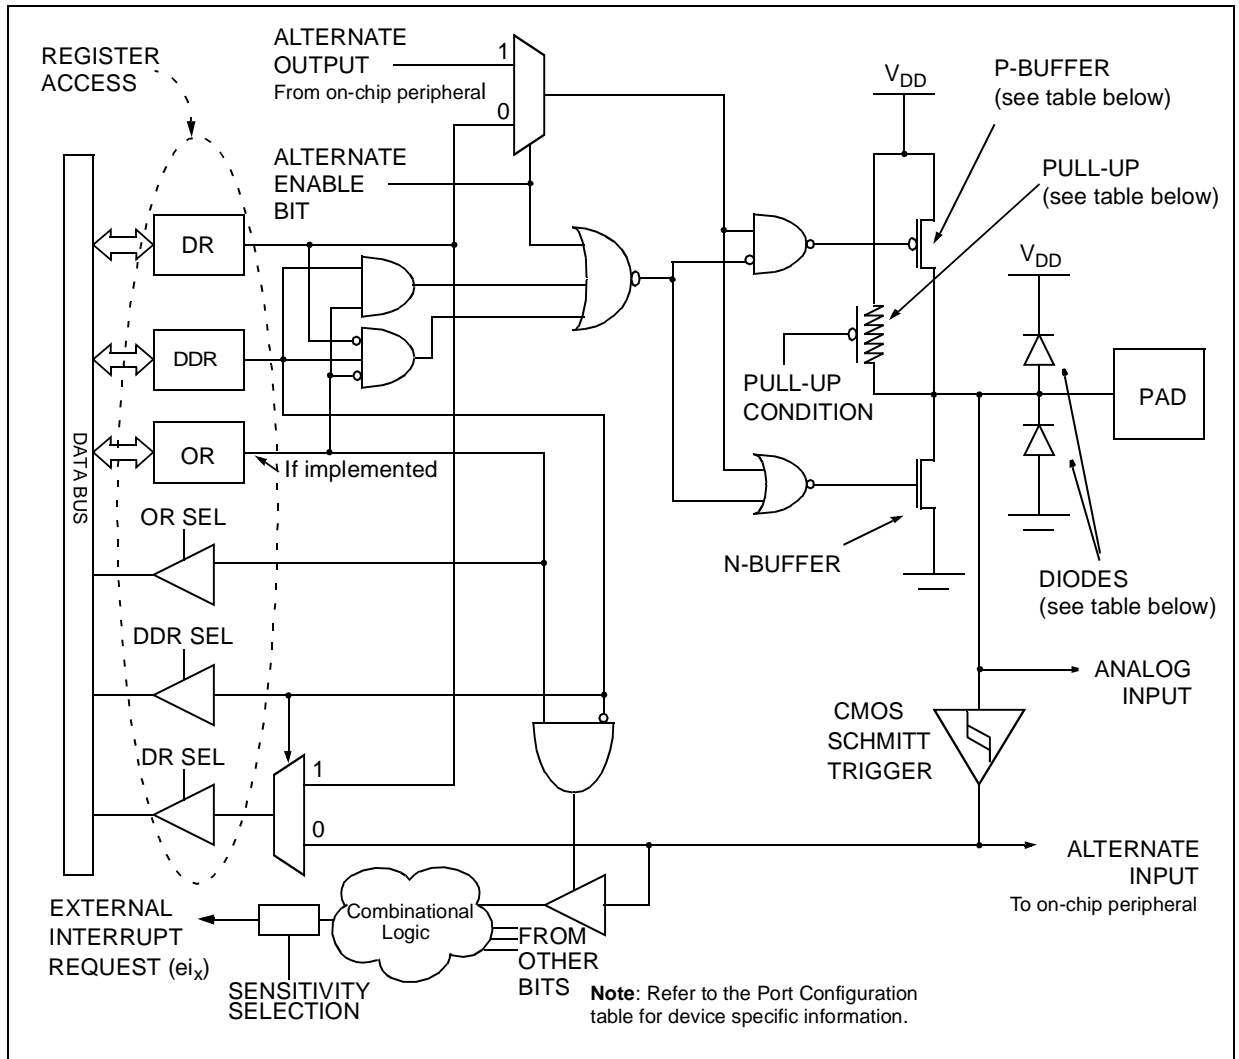 REGISTER
ACCESS
ALTERNATE
OUTPUT
From on-chip peripheral
1
0
ALTERNATE
ENABLE
BIT
VDD
P-BUFFER
(see table below)
PULL-UP
(see table below)
DR
DDR
OR
If implemented
DATA BUS
PULL-UP
CONDITION
VDD
PAD
N-BUFFER
DIODES
(see table below)
OR SEL
DDR SEL
DR SEL
1
0
ANALOG
INPUT
CMOS
SCHMITT
TRIGGER
ALTERNATE
INPUT
To on-chip peripheral
EXTERNAL
INTERRUPT
REQUEST (eix)
Combinational
Logic
FROM
OTHER
BITS
SENSITIVITY
SELECTION
Note: Refer to the Port Configuration
table for device specific information.